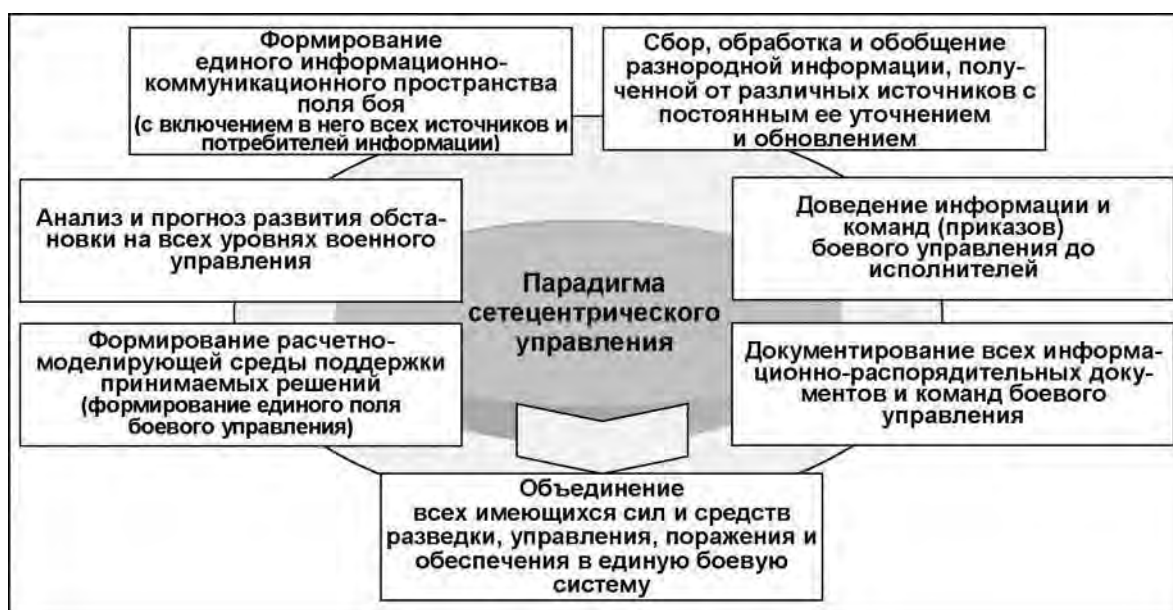 Формирование
единого информационно-
коммуникационного пространства
поля боя
(с включением в него всех источников и
потребителей информации)
Сбор, обработка и обобщение
разнородной информации, полу-
ченной от различных источников с
постоянным ее уточнением
и обновлением
Анализ и прогноз развития обста-
новки на всех уровнях военного
управления
Доведение информации и
команд (приказов)
боевого управления до
исполнителей
Парадигма
сетецентрического
управления
Формирование расчетно-
моделирующей среды поддержки
принимаемых решений
(формирование единого поля
боевого управления)
Документирование всех информа-
ционно-распорядительных доку-
ментов и команд боевого
управления
Объединение
всех имеющихся сил и средств
разведки, управления, поражения и
обеспечения в единую боевую
систему